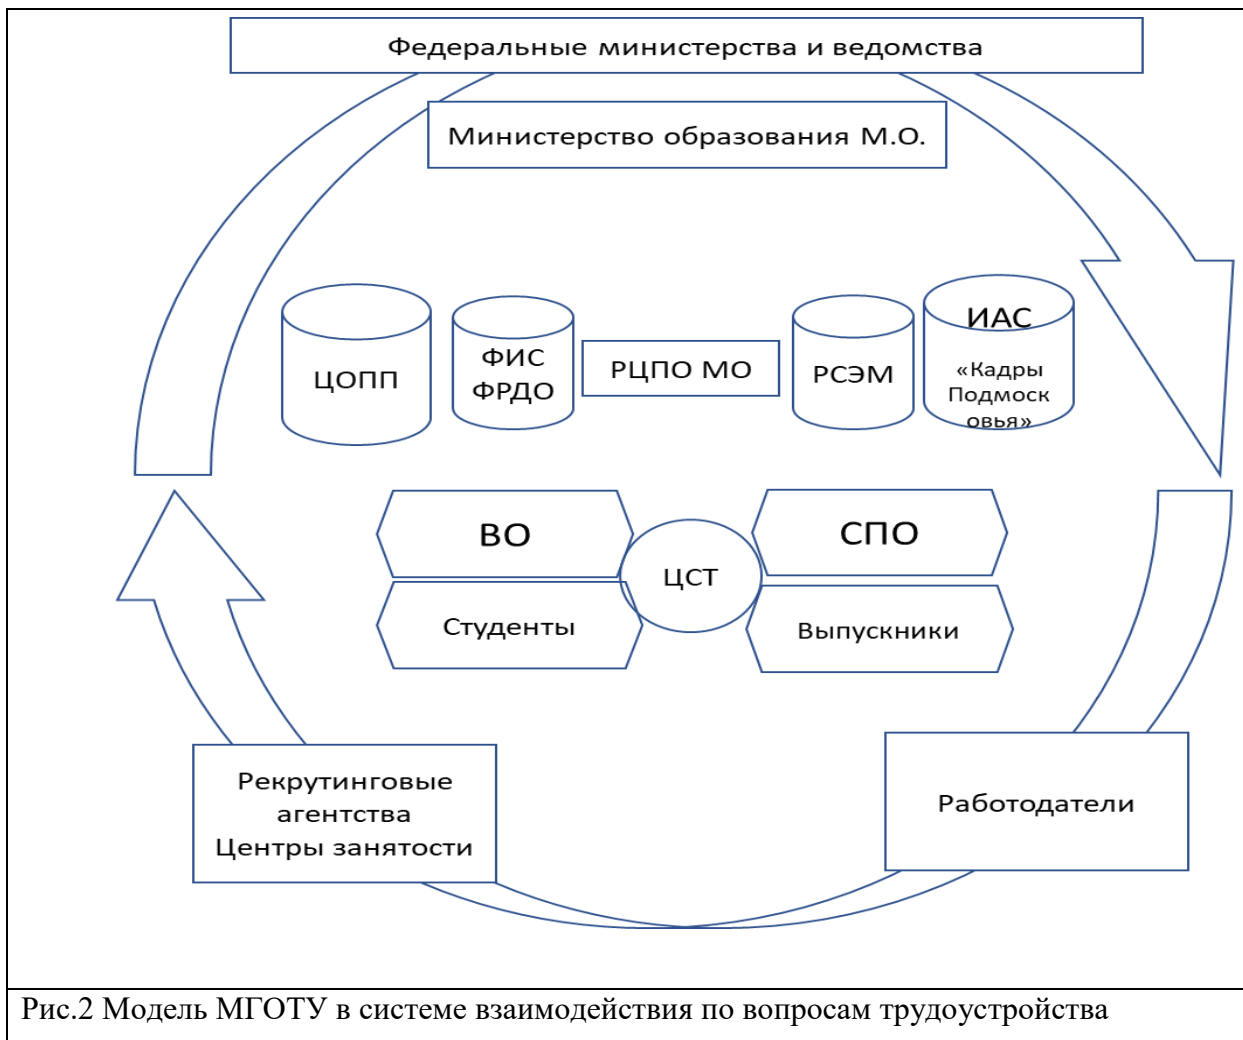 Федеральные министерства и ведомства
Министерство образования М.О.
ЦОПП
ФИС
ФРДО
РЦПО МО
РСЭМ
ИАС
«Кадры
Подмоск
овья»
ВО
СПО
ЦСТ
Студенты
Выпускники
Рекрутинговые
агентства
Центры занятости
Работодатели
Рис.2 Модель МГОТУ в системе взаимодействия по вопросам трудоустройства